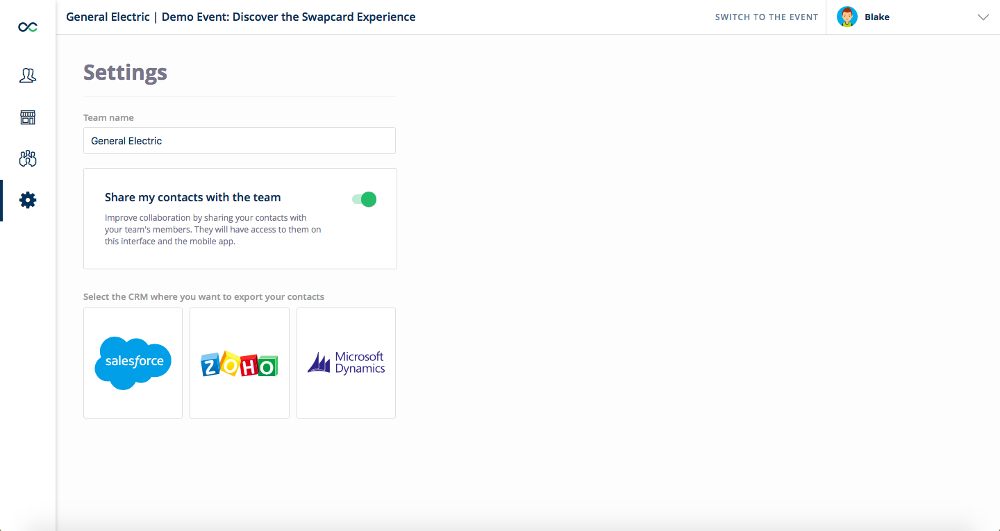 General Electric | Demo Event: Discover the Swapcard Experience
SWITCH TO THE EVENT
Blake
Settings
Team name
General Electric
Share my contacts with the team
Improve collaboration by sharing your contacts with
your team's members. They will have access to them on
this interface and the mobile app.
Select the CRM where you want to export your contacts
salesforce
ZOHO
Microsoft
Dynamics